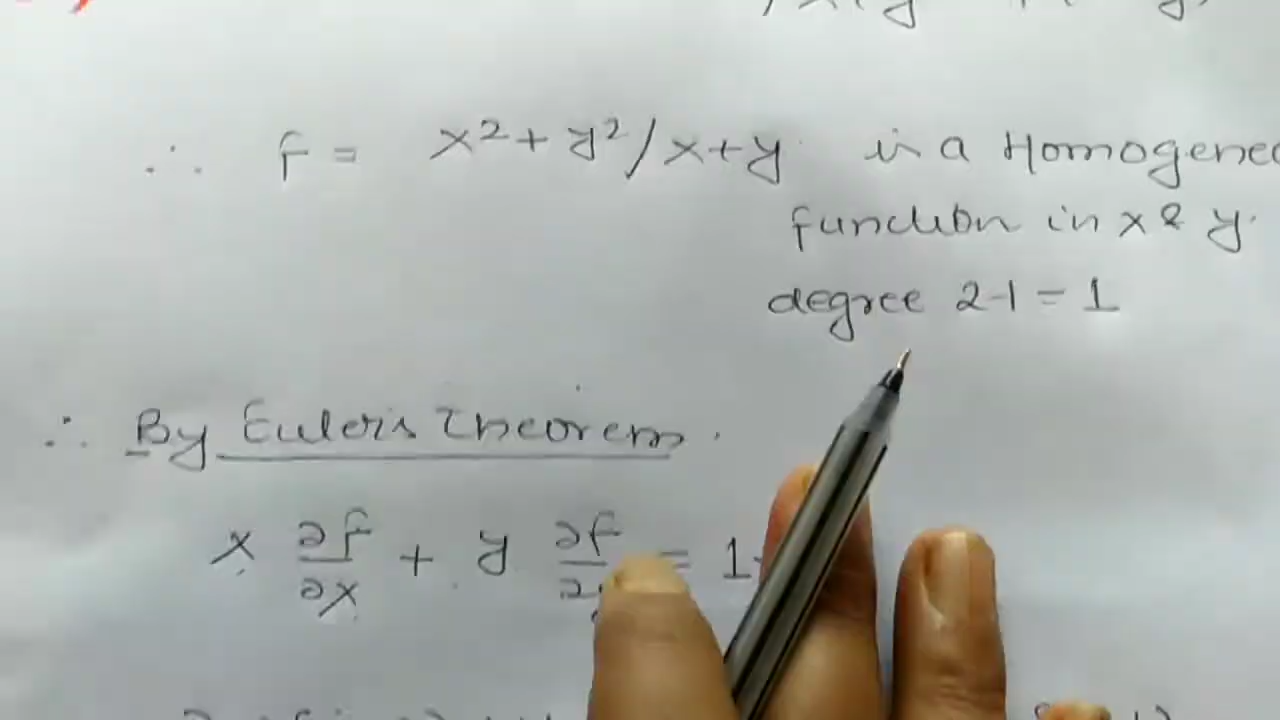 ∴ f = x²+y²/x+y is a Homogeneo
function in x & y.
degree 2-1 = 1
∴ By Euler's Theorem.
x ∂f/∂x + y ∂f/∂y = 1.